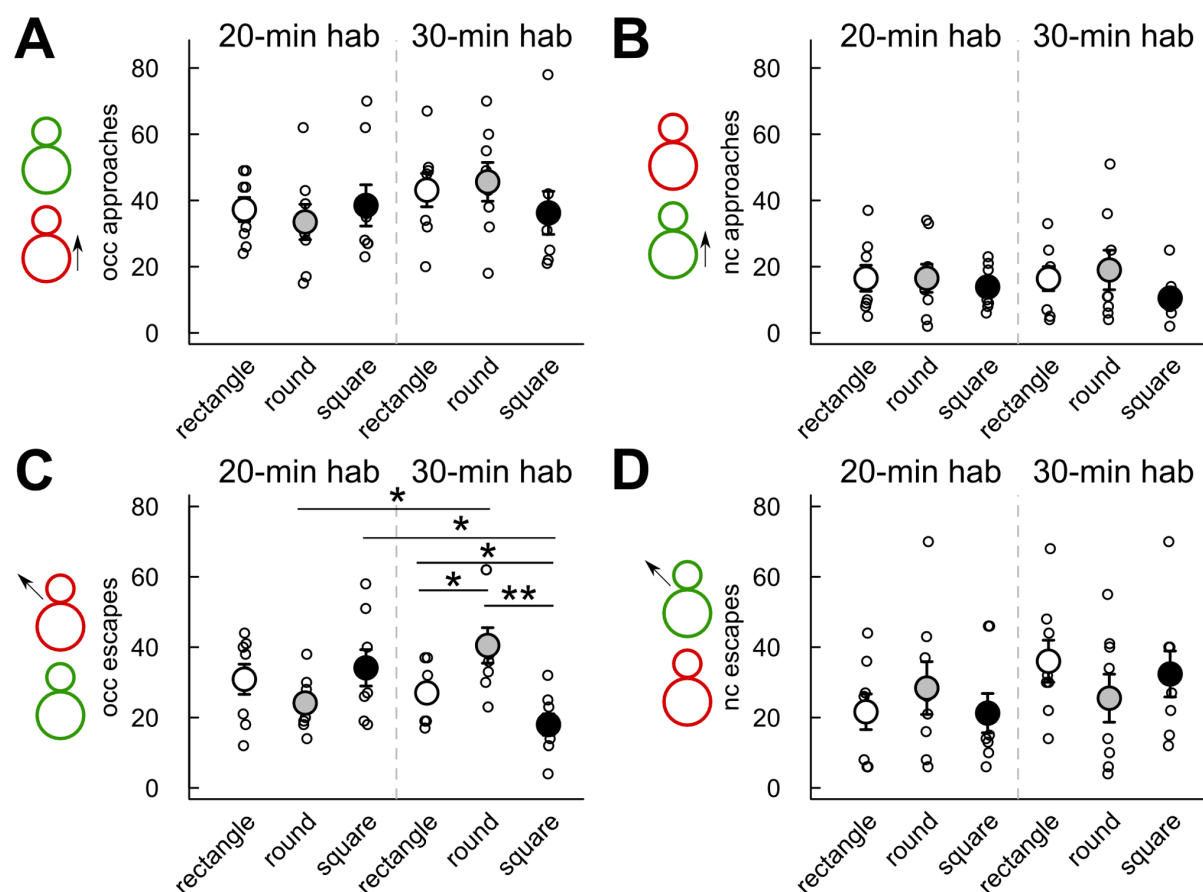 A
20-min hab 30-min hab
occ approaches
80
60
40
20
0
rectangle
round
square
rectangle
round
square
B
20-min hab 30-min hab
nc approaches
80
60
40
20
0
rectangle
round
square
rectangle
round
square
C
20-min hab 30-min hab
occ escapes
80
60
40
20
0
*
*
*
*
**
rectangle
round
square
rectangle
round
square
D
20-min hab 30-min hab
nc escapes
80
60
40
20
0
rectangle
round
square
rectangle
round
square